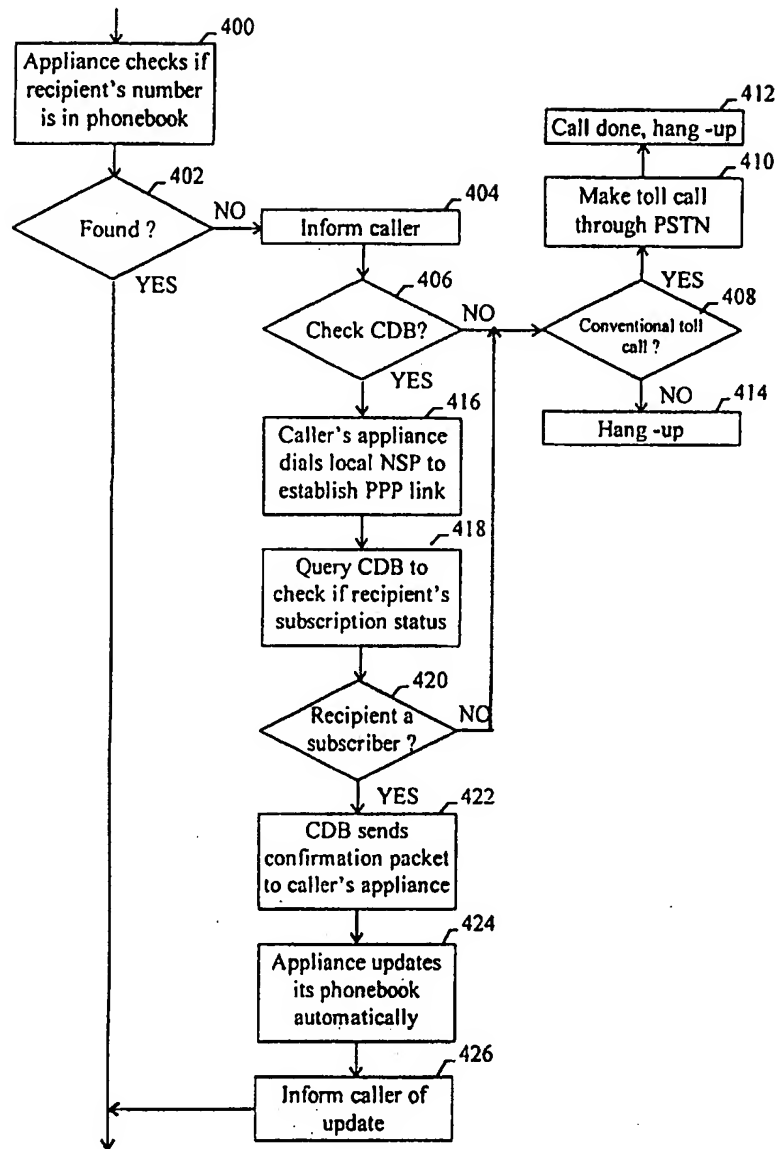 400
Appliance checks if
recipient's number
is in phonebook
402
Found ?
NO
YES
404
Inform caller
406
Check CDB?
NO
YES
412
Call done, hang -up
410
Make toll call
through PSTN
YES
408
Conventional toll
call ?
NO
414
Hang -up
416
Caller's appliance
dials local NSP to
establish PPP link
418
Query CDB to
check if recipient's
subscription status
420
Recipient a
subscriber ?
NO
YES
422
CDB sends
confirmation packet
to caller's appliance
424
Appliance updates
its phonebook
automatically
426
Inform caller of
update